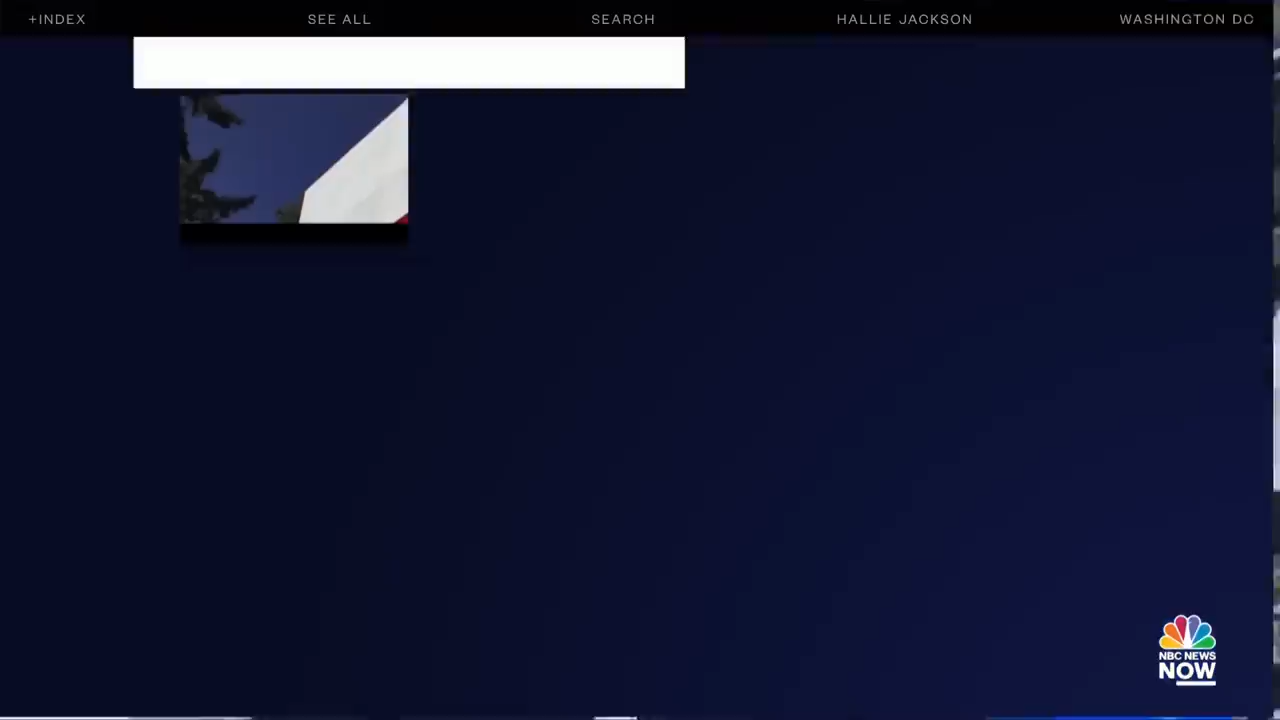 +INDEX
SEE ALL
SEARCH
HALLIE JACKSON
WASHINGTON DC
NBC NEWS
NOW